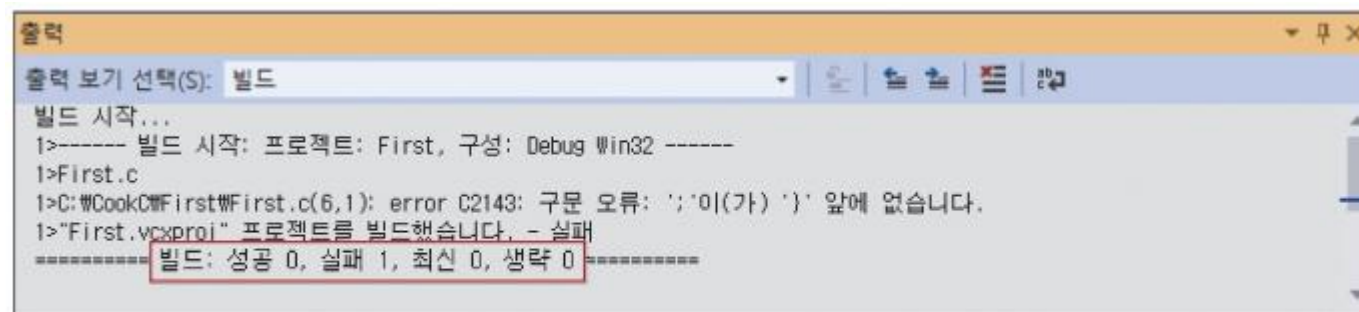 출력
출력 보기 선택(S): 빌드
빌드 시작...
1>------ 빌드 시작: 프로젝트: First, 구성: Debug Win32 ------
1>First.c
1>C:₩CookC₩First₩First.c(6,1): error C2143: 구문 오류: ';'이(가) '}' 앞에 없습니다.
1>"First.vcxproj" 프로젝트를 빌드했습니다. - 실패
========== 빌드: 성공 0, 실패 1, 최신 0, 생략 0 ==========